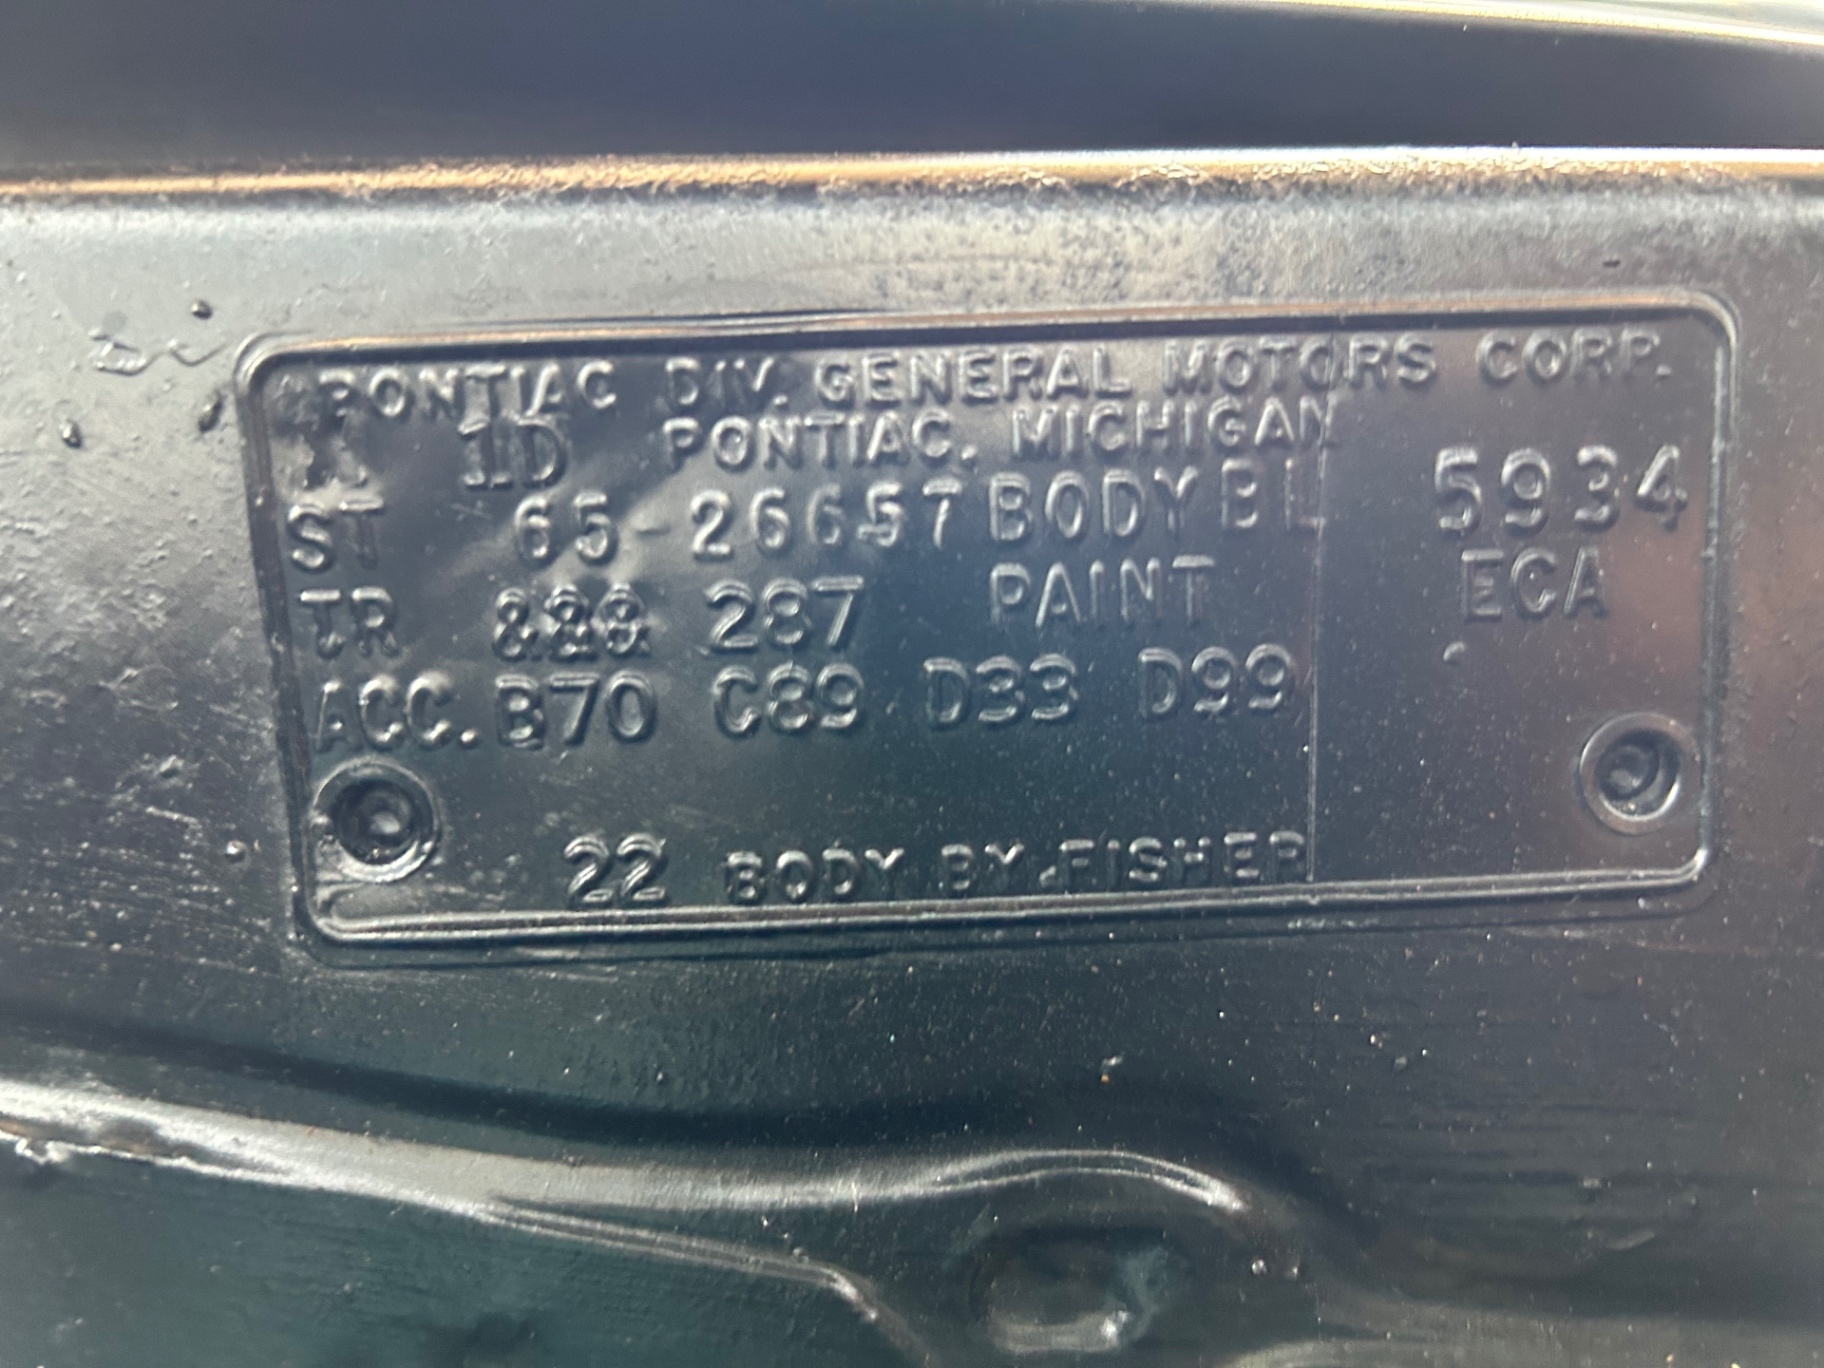 PONTIAC DIV. GENERAL MOTORS CORP.
1D PONTIAC, MICHIGAN
ST 65-26657 BODY BL 5934
TR &&& 287 PAINT ECA
ACC. B70 C89 D33 D99
22 BODY BY FISHER